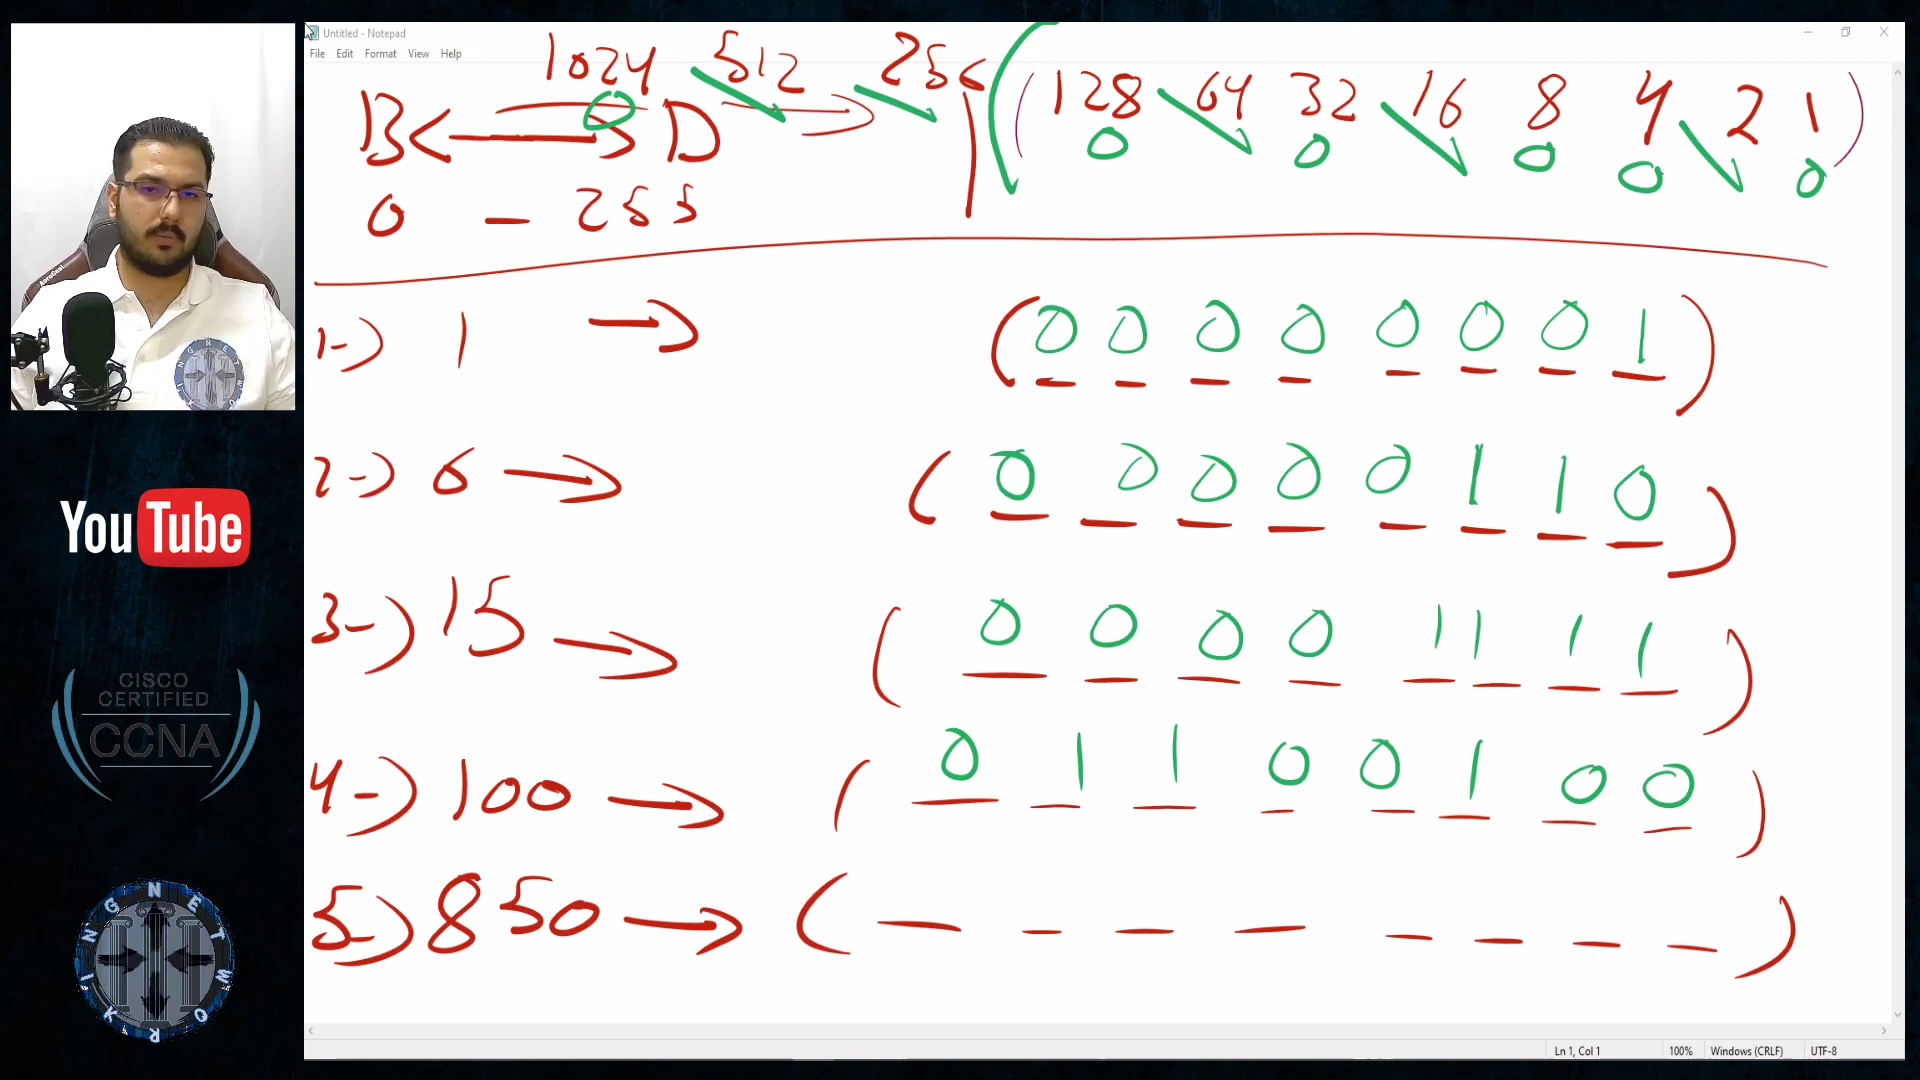 Untitled - Notepad
File Edit Format View Help
1024 512 256 (128 64 32 16 8 4 2 1)
0 0 0 0 0 0
B D
0 - 255
1-) 1 → (0 0 0 0 0 0 0 1)
2-) 6 → (0 0 0 0 0 1 1 0)
3-) 15 → (0 0 0 0 1 1 1 1)
4-) 100 → (0 1 1 0 0 1 0 0)
5-) 850 → (_ _ _ _ _ _ _ _)
YouTube
CISCO
CERTIFIED
CCNA
KINGNETWORK
Ln 1, Col 1 100% Windows (CRLF) UTF-8